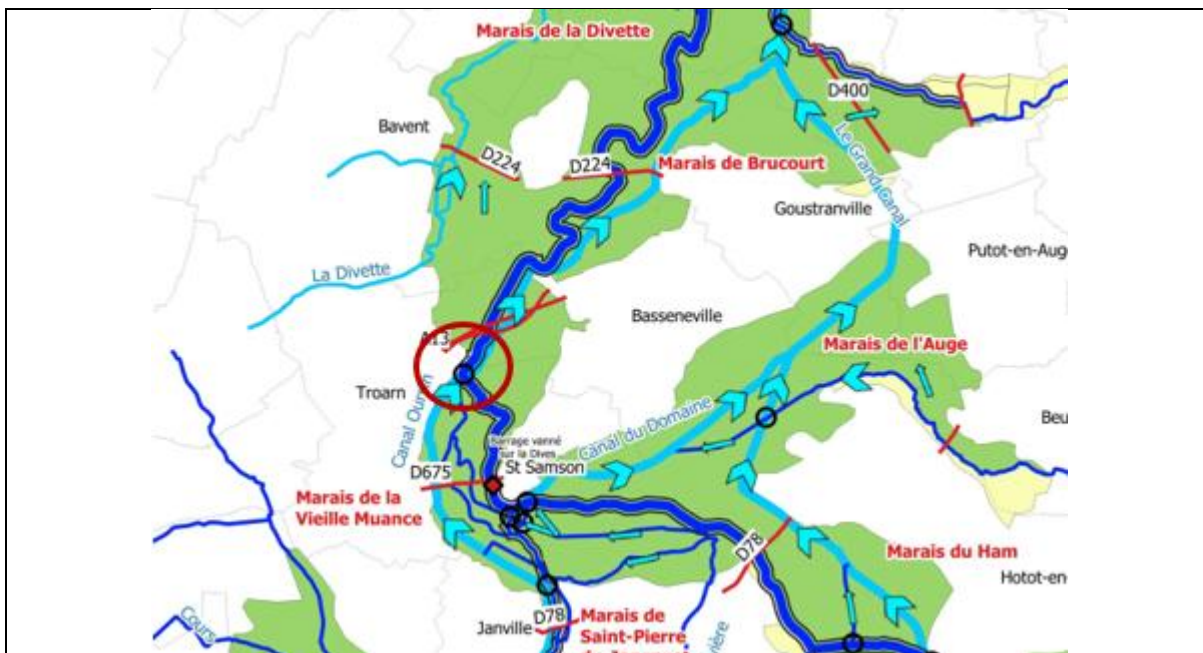 Marais de la Divette
D400
Bavent
D224
D224
Marais de Brucourt
Le Grand Canal
Goustranville
Putot-en-Aug
La Divette
Basseneville
A13
Marais de l'Auge
Troarn
Canal du Domaine
Beu
Barrage vanné
sur la Dives
St Samson
D675
Marais de la
Vieille Muance
D78
Marais du Ham
Hotot-en-
D78
Janville
Marais de
Saint-Pierre
Cours
ière